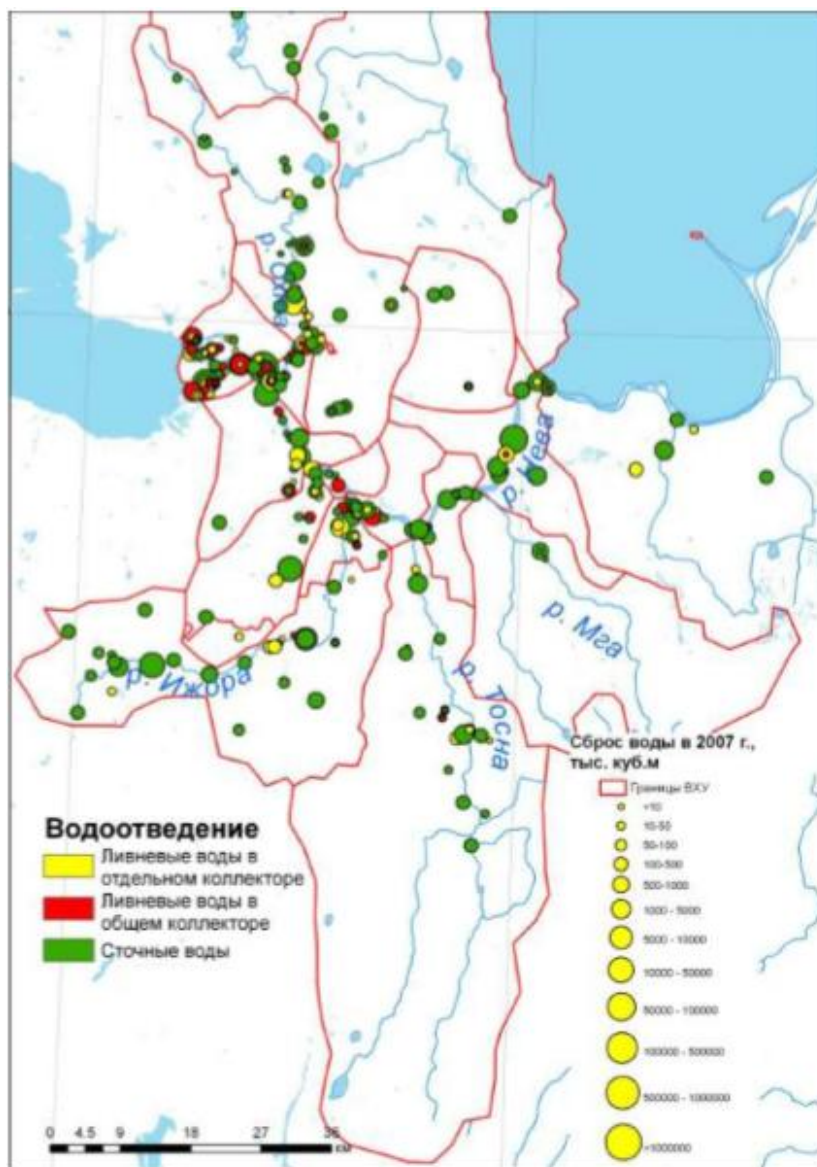 р. Охта
р. Нева
р. Мга
р. Ижора
р. Тосна
Сброс воды в 2007 г.,
тыс. куб.м
Границы ВХУ
<10
10-50
50-100
100-500
500-1000
1000 - 5000
5000 - 10000
10000 - 50000
50000 - 100000
100000 - 500000
500000 - 1000000
>1000000
Водоотведение
Ливневые воды в
отдельном коллекторе
Ливневые воды в
общем коллекторе
Сточные воды
0 4.5 9 18 27 36
км